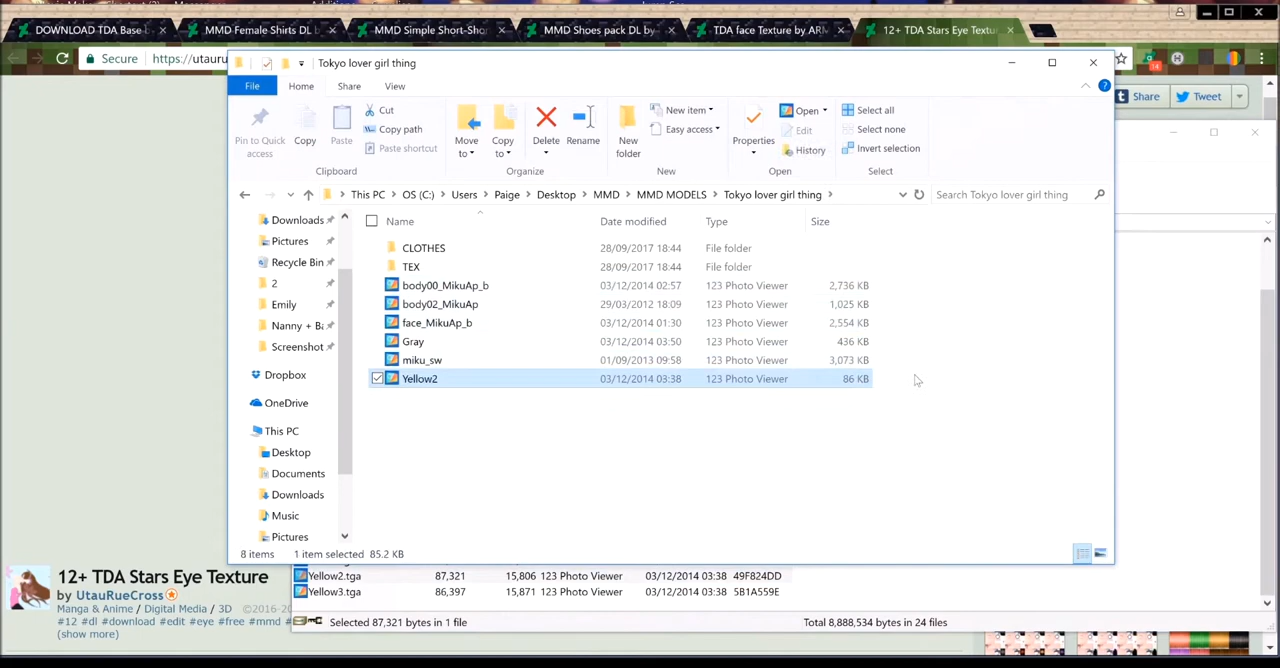 DOWNLOAD TDA Base
MMD Female Shirts DL b
MMD Simple Short-Shor
MMD Shoes pack DL by
TDA face Texture by ARM
12+ TDA Stars Eye Textu
Secure
https://utauru
14
H
Share
Tweet
Tokyo lover girl thing
File
Home
Share
View
Pin to Quick access
Copy
Paste
Cut
Copy path
Paste shortcut
Clipboard
Move to
Copy to
Delete
Rename
Organize
New folder
New item
Easy access
New
Properties
Open
Edit
History
Open
Select all
Select none
Invert selection
Select
This PC > OS (C:) > Users > Paige > Desktop > MMD > MMD MODELS > Tokyo lover girl thing >
Search Tokyo lover girl thing
Downloads
Pictures
Recycle Bin
2
Emily
Nanny + Ba
Screenshot
Dropbox
OneDrive
This PC
Desktop
Documents
Downloads
Music
Pictures
Name Date modified Type Size
CLOTHES 28/09/2017 18:44 File folder
TEX 28/09/2017 18:44 File folder
body00_MikuAp_b 03/12/2014 02:57 123 Photo Viewer 2,736 KB
body02_MikuAp 29/03/2012 18:09 123 Photo Viewer 1,025 KB
face_MikuAp_b 03/12/2014 01:30 123 Photo Viewer 2,554 KB
Gray 03/12/2014 03:50 123 Photo Viewer 436 KB
miku_sw 01/09/2013 09:58 123 Photo Viewer 3,073 KB
Yellow2 03/12/2014 03:38 123 Photo Viewer 86 KB
8 items 1 item selected 85.2 KB
Yellow2.tga 87,321 15,806 123 Photo Viewer 03/12/2014 03:38 49F824DD
Yellow3.tga 86,397 15,871 123 Photo Viewer 03/12/2014 03:38 5B1A559E
Selected 87,321 bytes in 1 file
Total 8,888,534 bytes in 24 files
12+ TDA Stars Eye Texture
by UtauRueCross
Manga & Anime / Digital Media / 3D ©2016-20
#12 #dl #download #edit #eye #free #mmd #
(show more)